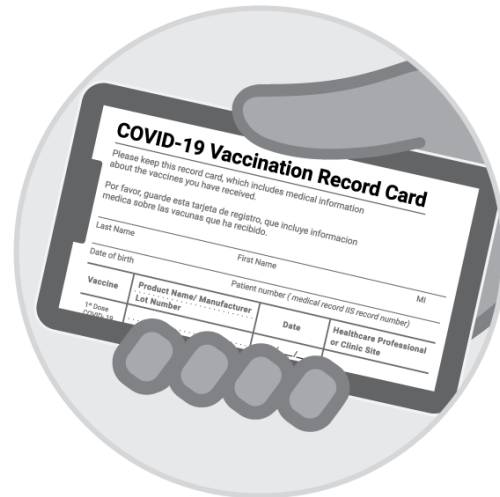 COVID-19 Vaccination Record Card
Please keep this record card, which includes medical information
about the vaccines you have received.
Por favor, guarde esta tarjeta de registro, que incluye informacion
medica sobre las vacunas que ha recibido.
Last Name First Name MI
Date of birth Patient number ( medical record IIS record number)
Vaccine Product Name/ Manufacturer Date Healthcare Professional
Lot Number or Clinic Site
1st Dose
COVID-19